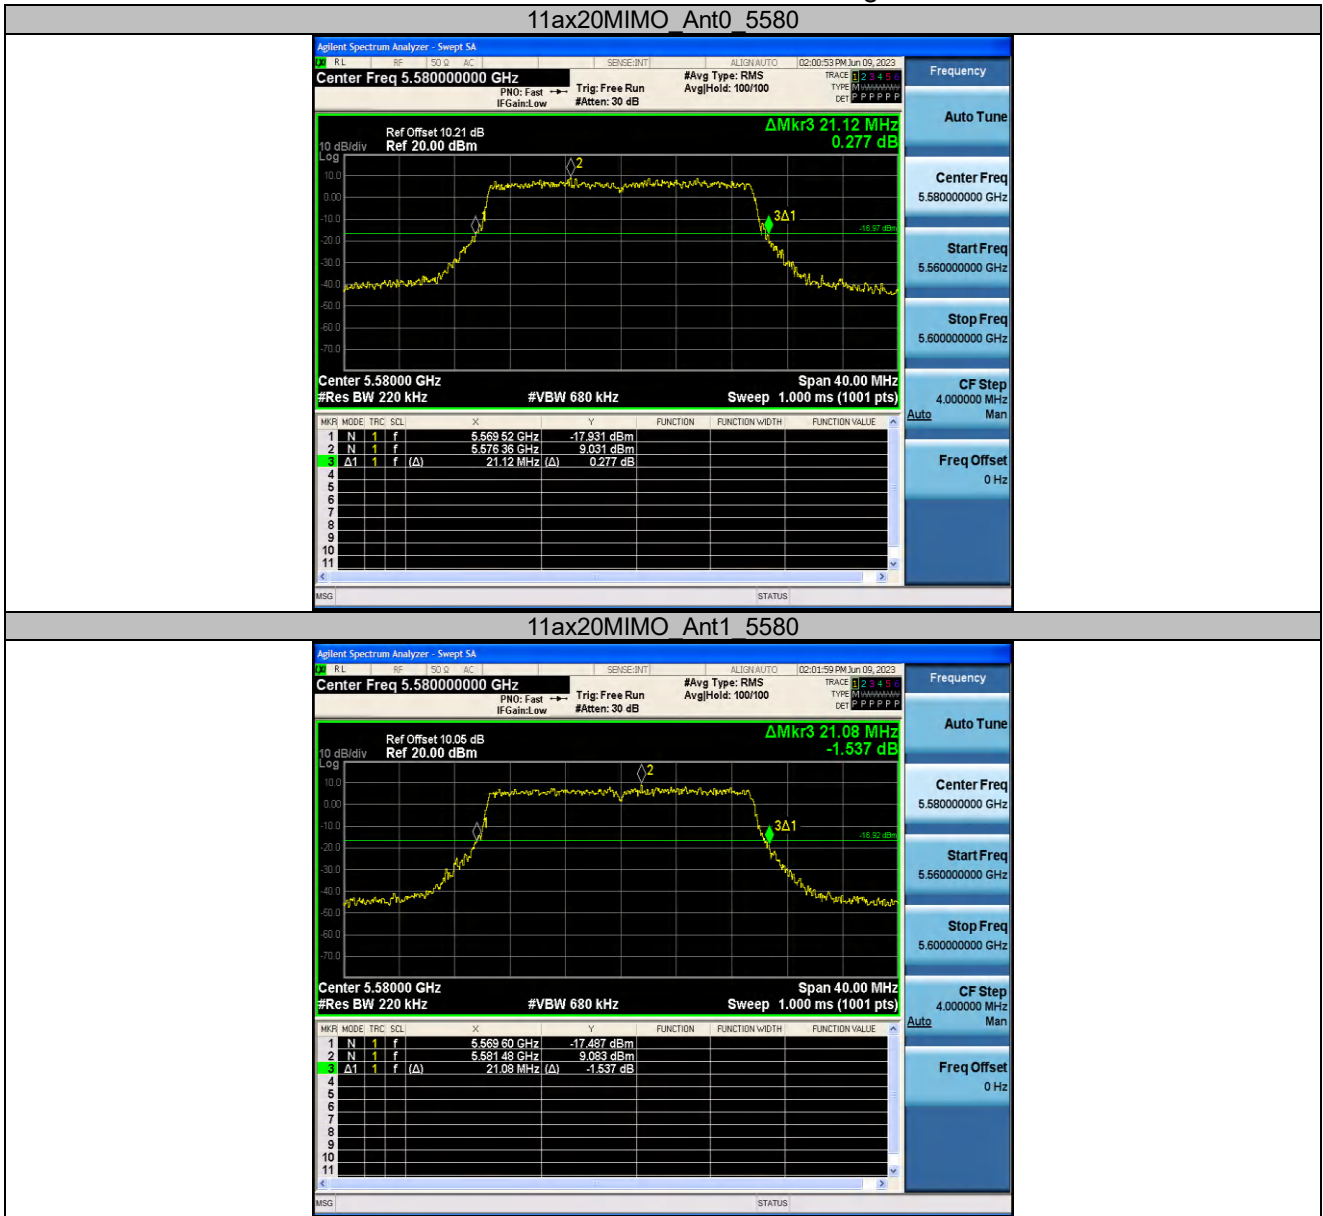 11ax20MIMO_Ant0_5580
Agilent Spectrum Analyzer - Swept SA
RL RF 50 Ω AC SENSE:INT ALIGN AUTO 02:00:53 PM Jun 09, 2023
Center Freq 5.580000000 GHz #Avg Type: RMS TRACE 1 2 3 4 5 6
PNO: Fast Trig: Free Run Avg|Hold: 100/100 TYPE M
IFGain:Low #Atten: 30 dB DET P P P P P P
Frequency
Auto Tune
ΔMkr3 21.12 MHz
Ref Offset 10.21 dB
10 dB/div Ref 20.00 dBm 0.277 dB
Log
10.0
0.00
-10.0
-20.0
-30.0
-40.0
-50.0
-60.0
-70.0
2
1
3Δ1
-16.97 dBm
Center Freq
5.580000000 GHz
Start Freq
5.560000000 GHz
Stop Freq
5.600000000 GHz
Center 5.58000 GHz Span 40.00 MHz
#Res BW 220 kHz #VBW 680 kHz Sweep 1.000 ms (1001 pts)
CF Step
4.000000 MHz
Auto Man
Freq Offset
0 Hz
MKR MODE TRC SCL X Y FUNCTION FUNCTION WIDTH FUNCTION VALUE
1 N 1 f 5.569 52 GHz -17.931 dBm
2 N 1 f 5.576 36 GHz 9.031 dBm
3 Δ1 1 f (Δ) 21.12 MHz (Δ) 0.277 dB
4
5
6
7
8
9
10
11
MSG STATUS
11ax20MIMO_Ant1_5580
Agilent Spectrum Analyzer - Swept SA
RL RF 50 Ω AC SENSE:INT ALIGN AUTO 02:01:59 PM Jun 09, 2023
Center Freq 5.580000000 GHz #Avg Type: RMS TRACE 1 2 3 4 5 6
PNO: Fast Trig: Free Run Avg|Hold: 100/100 TYPE M
IFGain:Low #Atten: 30 dB DET P P P P P P
Frequency
Auto Tune
ΔMkr3 21.08 MHz
Ref Offset 10.05 dB
10 dB/div Ref 20.00 dBm -1.537 dB
Log
10.0
0.00
-10.0
-20.0
-30.0
-40.0
-50.0
-60.0
-70.0
2
3Δ1
-16.92 dBm
Center Freq
5.580000000 GHz
Start Freq
5.560000000 GHz
Stop Freq
5.600000000 GHz
Center 5.58000 GHz Span 40.00 MHz
#Res BW 220 kHz #VBW 680 kHz Sweep 1.000 ms (1001 pts)
CF Step
4.000000 MHz
Auto Man
Freq Offset
0 Hz
MKR MODE TRC SCL X Y FUNCTION FUNCTION WIDTH FUNCTION VALUE
1 N 1 f 5.569 60 GHz -17.487 dBm
2 N 1 f 5.581 48 GHz 9.083 dBm
3 Δ1 1 f (Δ) 21.08 MHz (Δ) -1.537 dB
4
5
6
7
8
9
10
11
MSG STATUS